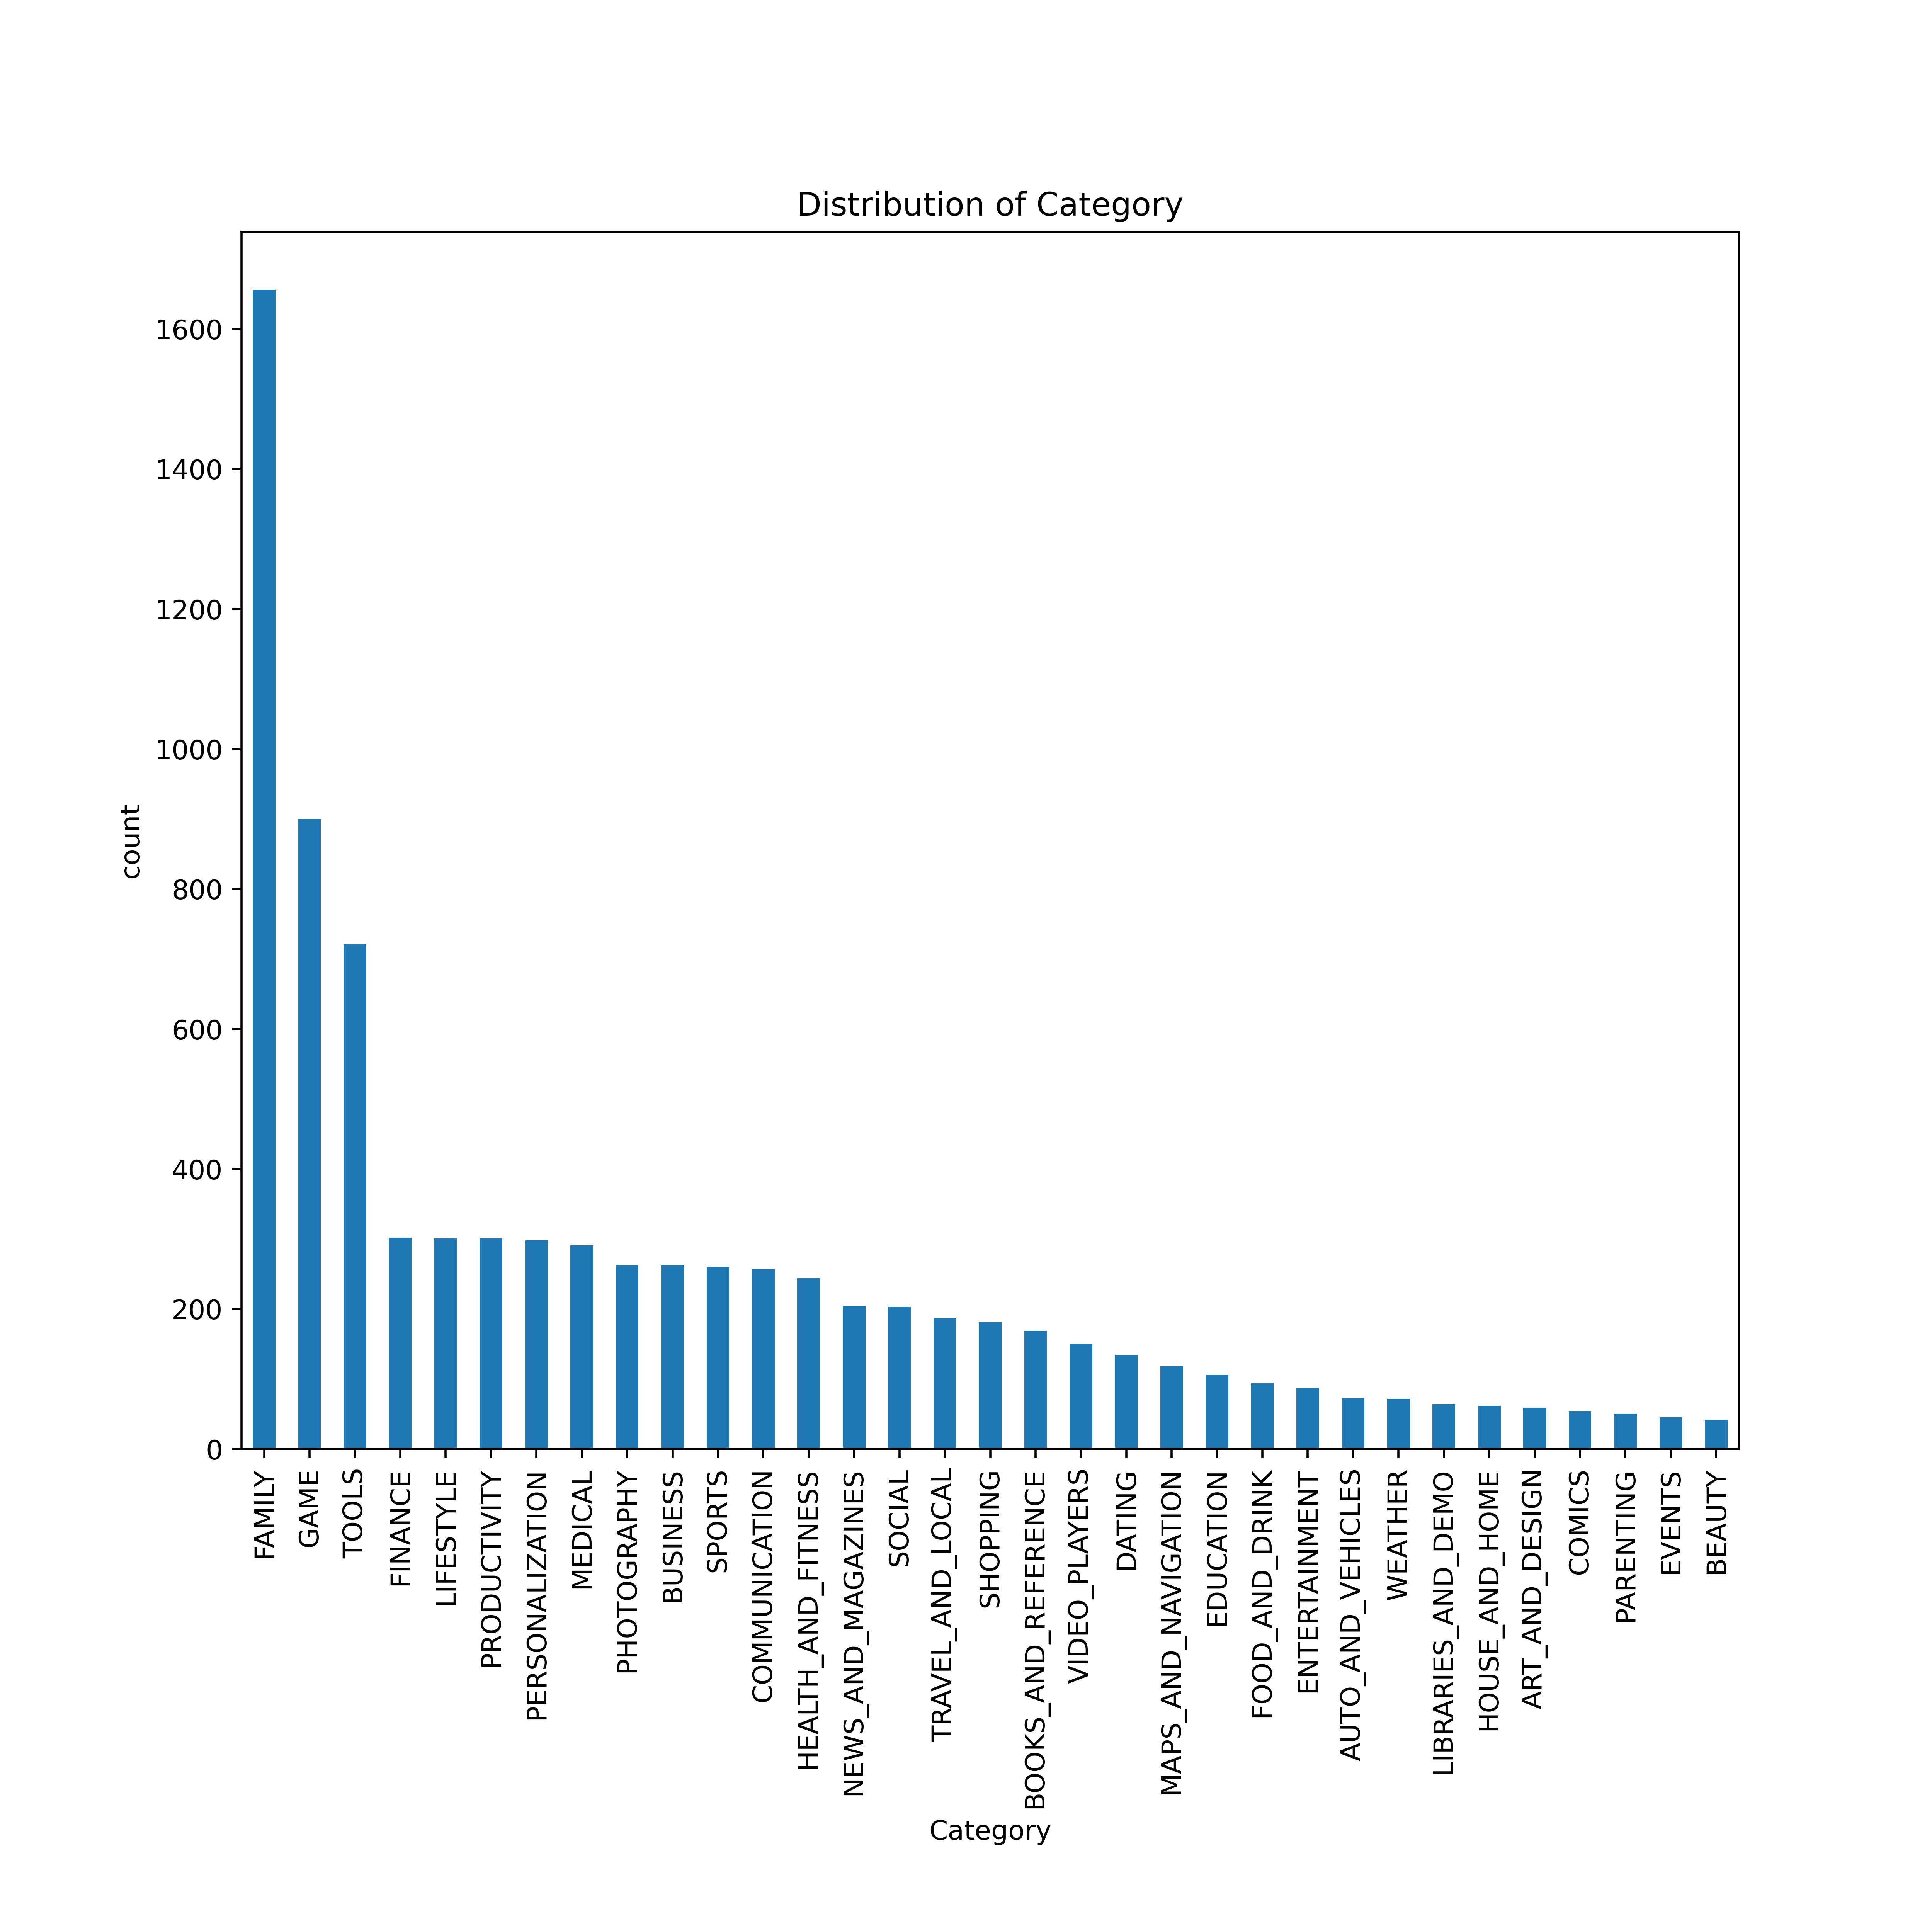 Distribution of Category
count
1600
1400
1200
1000
800
600
400
200
0
FAMILY
GAME
TOOLS
FINANCE
LIFESTYLE
PRODUCTIVITY
PERSONALIZATION
MEDICAL
PHOTOGRAPHY
BUSINESS
SPORTS
COMMUNICATION
HEALTH_AND_FITNESS
NEWS_AND_MAGAZINES
SOCIAL
TRAVEL_AND_LOCAL
SHOPPING
BOOKS_AND_REFERENCE
VIDEO_PLAYERS
DATING
MAPS_AND_NAVIGATION
EDUCATION
FOOD_AND_DRINK
ENTERTAINMENT
AUTO_AND_VEHICLES
WEATHER
LIBRARIES_AND_DEMO
HOUSE_AND_HOME
ART_AND_DESIGN
COMICS
PARENTING
EVENTS
BEAUTY
Category